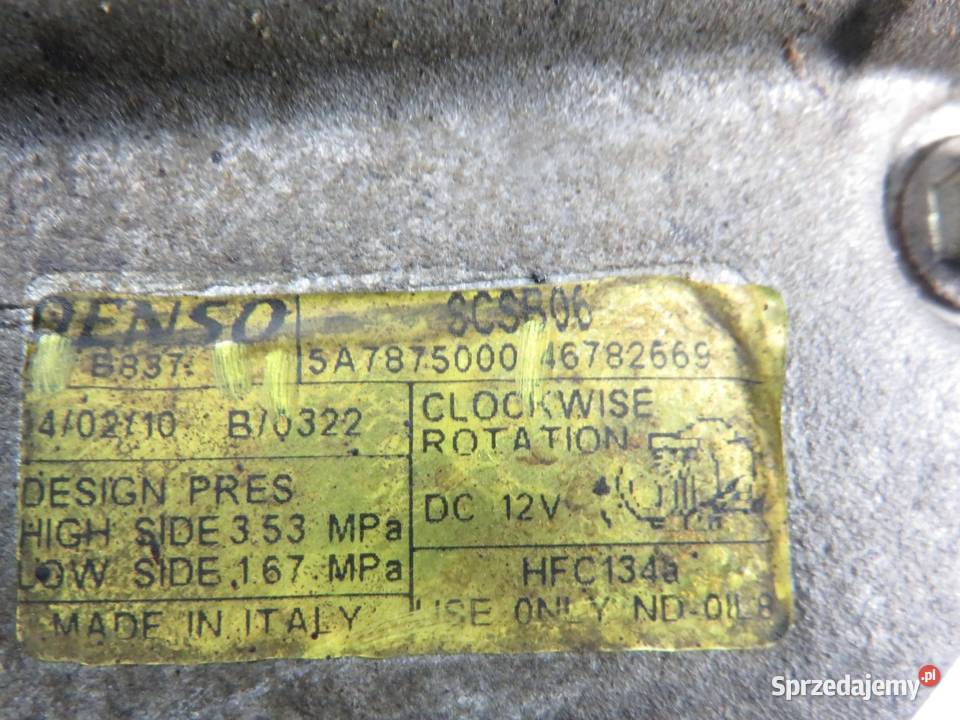 DENSO SCSB06
B837 5A7875000 46782669
14/02/10 B/0322
CLOCKWISE
ROTATION
DESIGN PRES
HIGH SIDE 3.53 MPa
DC 12V
LOW SIDE 1.67 MPa
HFC134a
MADE IN ITALY
USE ONLY ND-OIL8
Sprzedajemy.pl